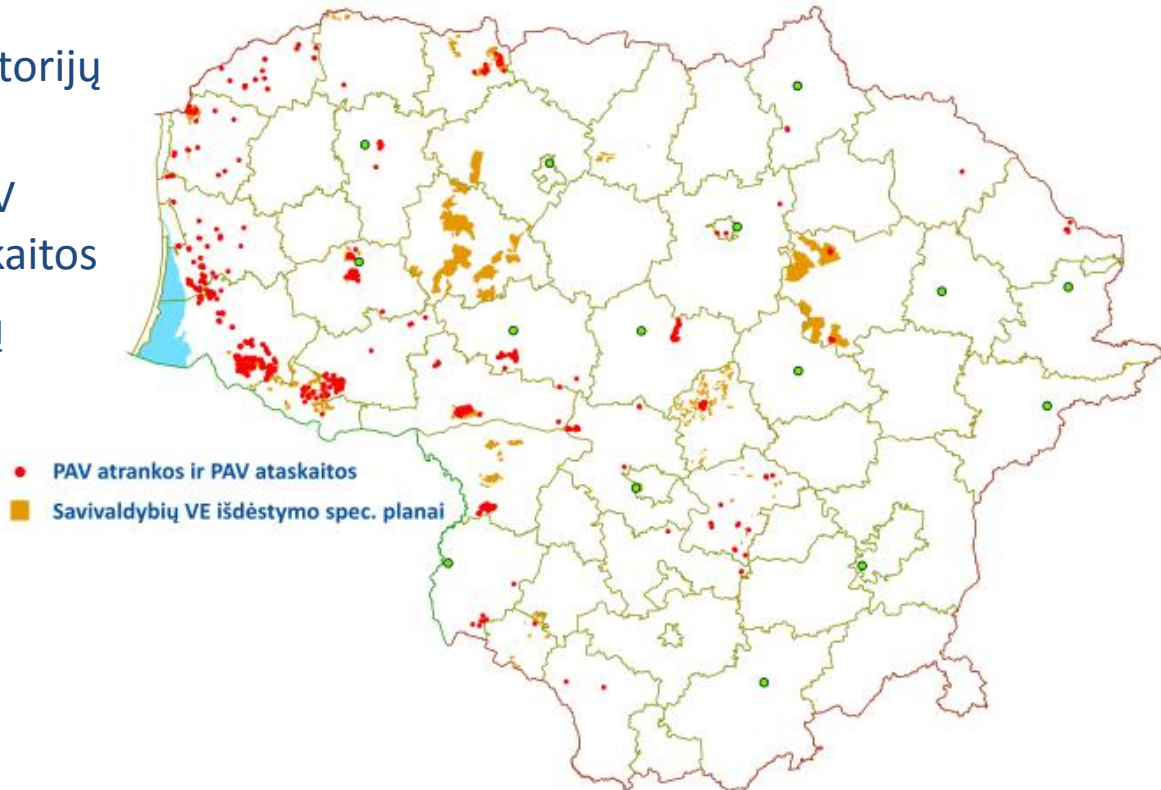 torijų
V
kaitos
ų
PAV atrankos ir PAV ataskaitos
Savivaldybių VE išdėstymo spec. planai